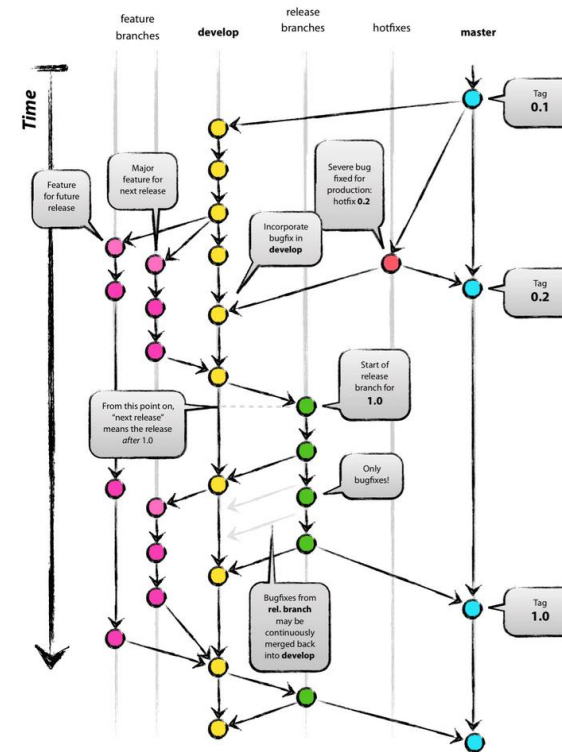 feature
branches
develop
release
branches
hotfixes
master
Time
Tag
0.1
Major
feature for
next release
Feature
for future
release
Severe bug
fixed for
production:
hotfix 0.2
Incorporate
bugfix in
develop
Tag
0.2
Start of
release
branch for
1.0
From this point on,
“next release”
means the release
after 1.0
Only
bugfixes!
Bugfixes from
rel. branch
may be
continuously
merged back
into develop
Tag
1.0